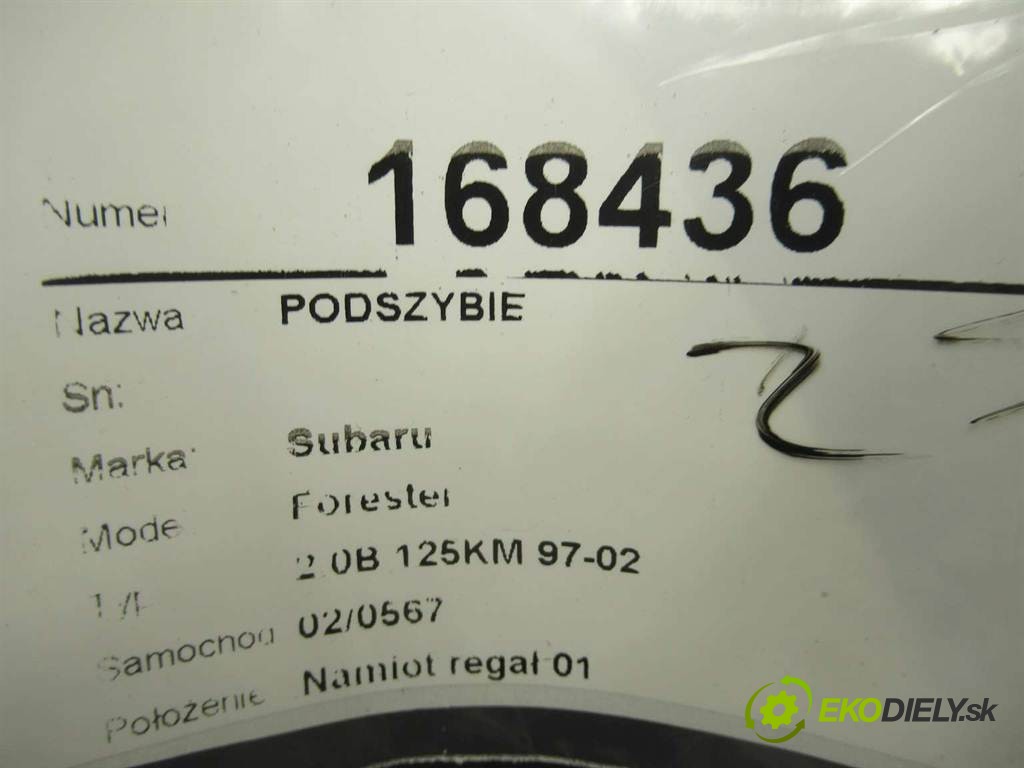 Numer 168436
Nazwa PODSZYBIE
Sn:
Marka: Subaru
Model Forester
Typ 2.0B 125KM 97-02
Samochod 02/0567
Położenie Namiot regał 01
EKODIELY.sk